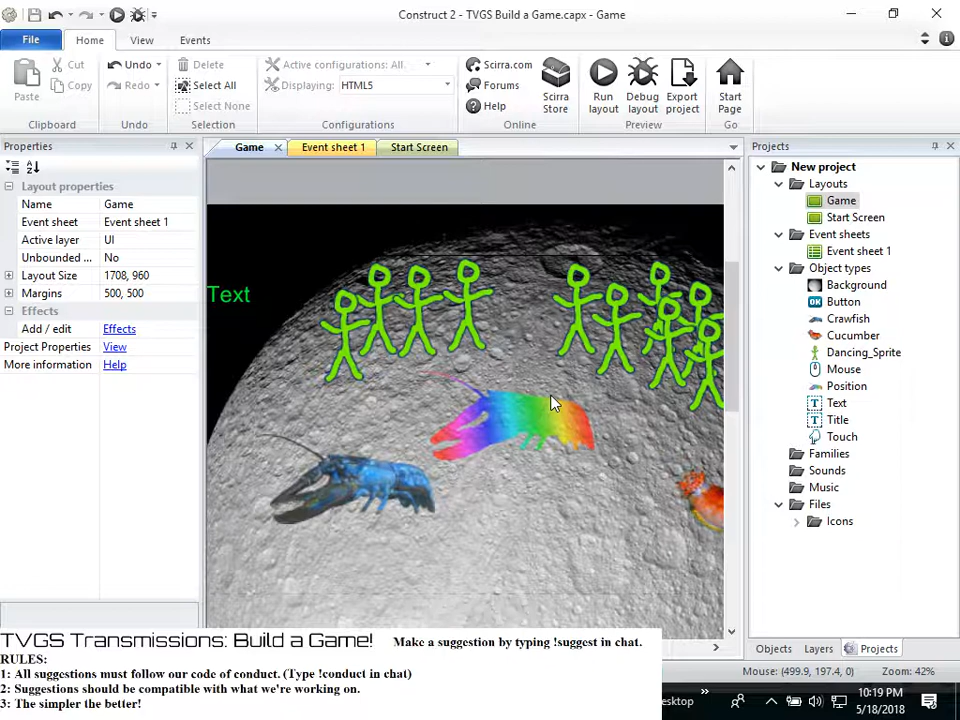 Construct 2 - TVGS Build a Game.capx - Game
File Home View Events
Paste
Cut
Copy
Clipboard
Undo
Redo
Undo
Delete
Select All
Select None
Selection
Active configurations: All.
Displaying: HTML5
Configurations
Scirra.com
Forums
Help
Scirra Store
Online
Run layout
Debug layout
Export project
Preview
Start Page
Go
Properties
Layout properties
Name Game
Event sheet Event sheet 1
Active layer UI
Unbounded ... No
Layout Size 1708, 960
Margins 500, 500
Effects
Add / edit Effects
Project Properties View
More information Help
Game Event sheet 1 Start Screen
Text
Projects
New project
Layouts
Game
Start Screen
Event sheets
Event sheet 1
Object types
Background
OK Button
Crawfish
Cucumber
Dancing_Sprite
Mouse
Position
T Text
T Title
Touch
Families
Sounds
Music
Files
Icons
Objects Layers Projects
Mouse: (499.9, 197.4, 0) Zoom: 42%
TVGS Transmissions: Build a Game! Make a suggestion by typing !suggest in chat.
RULES:
1: All suggestions must follow our code of conduct. (Type !conduct in chat)
2: Suggestions should be compatible with what we're working on.
3: The simpler the better!
esktop
10:19 PM
5/18/2018